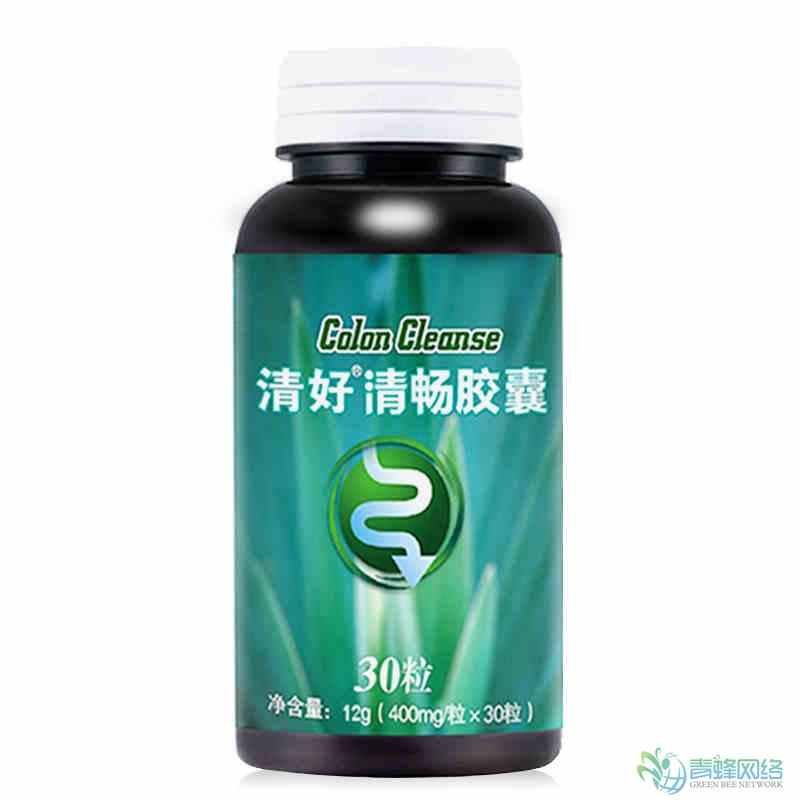 Colon Cleanse
清好®清畅胶囊
30粒
净含量：12g（400mg/粒×30粒）
青蜂网络
GREEN BEE NETWORK